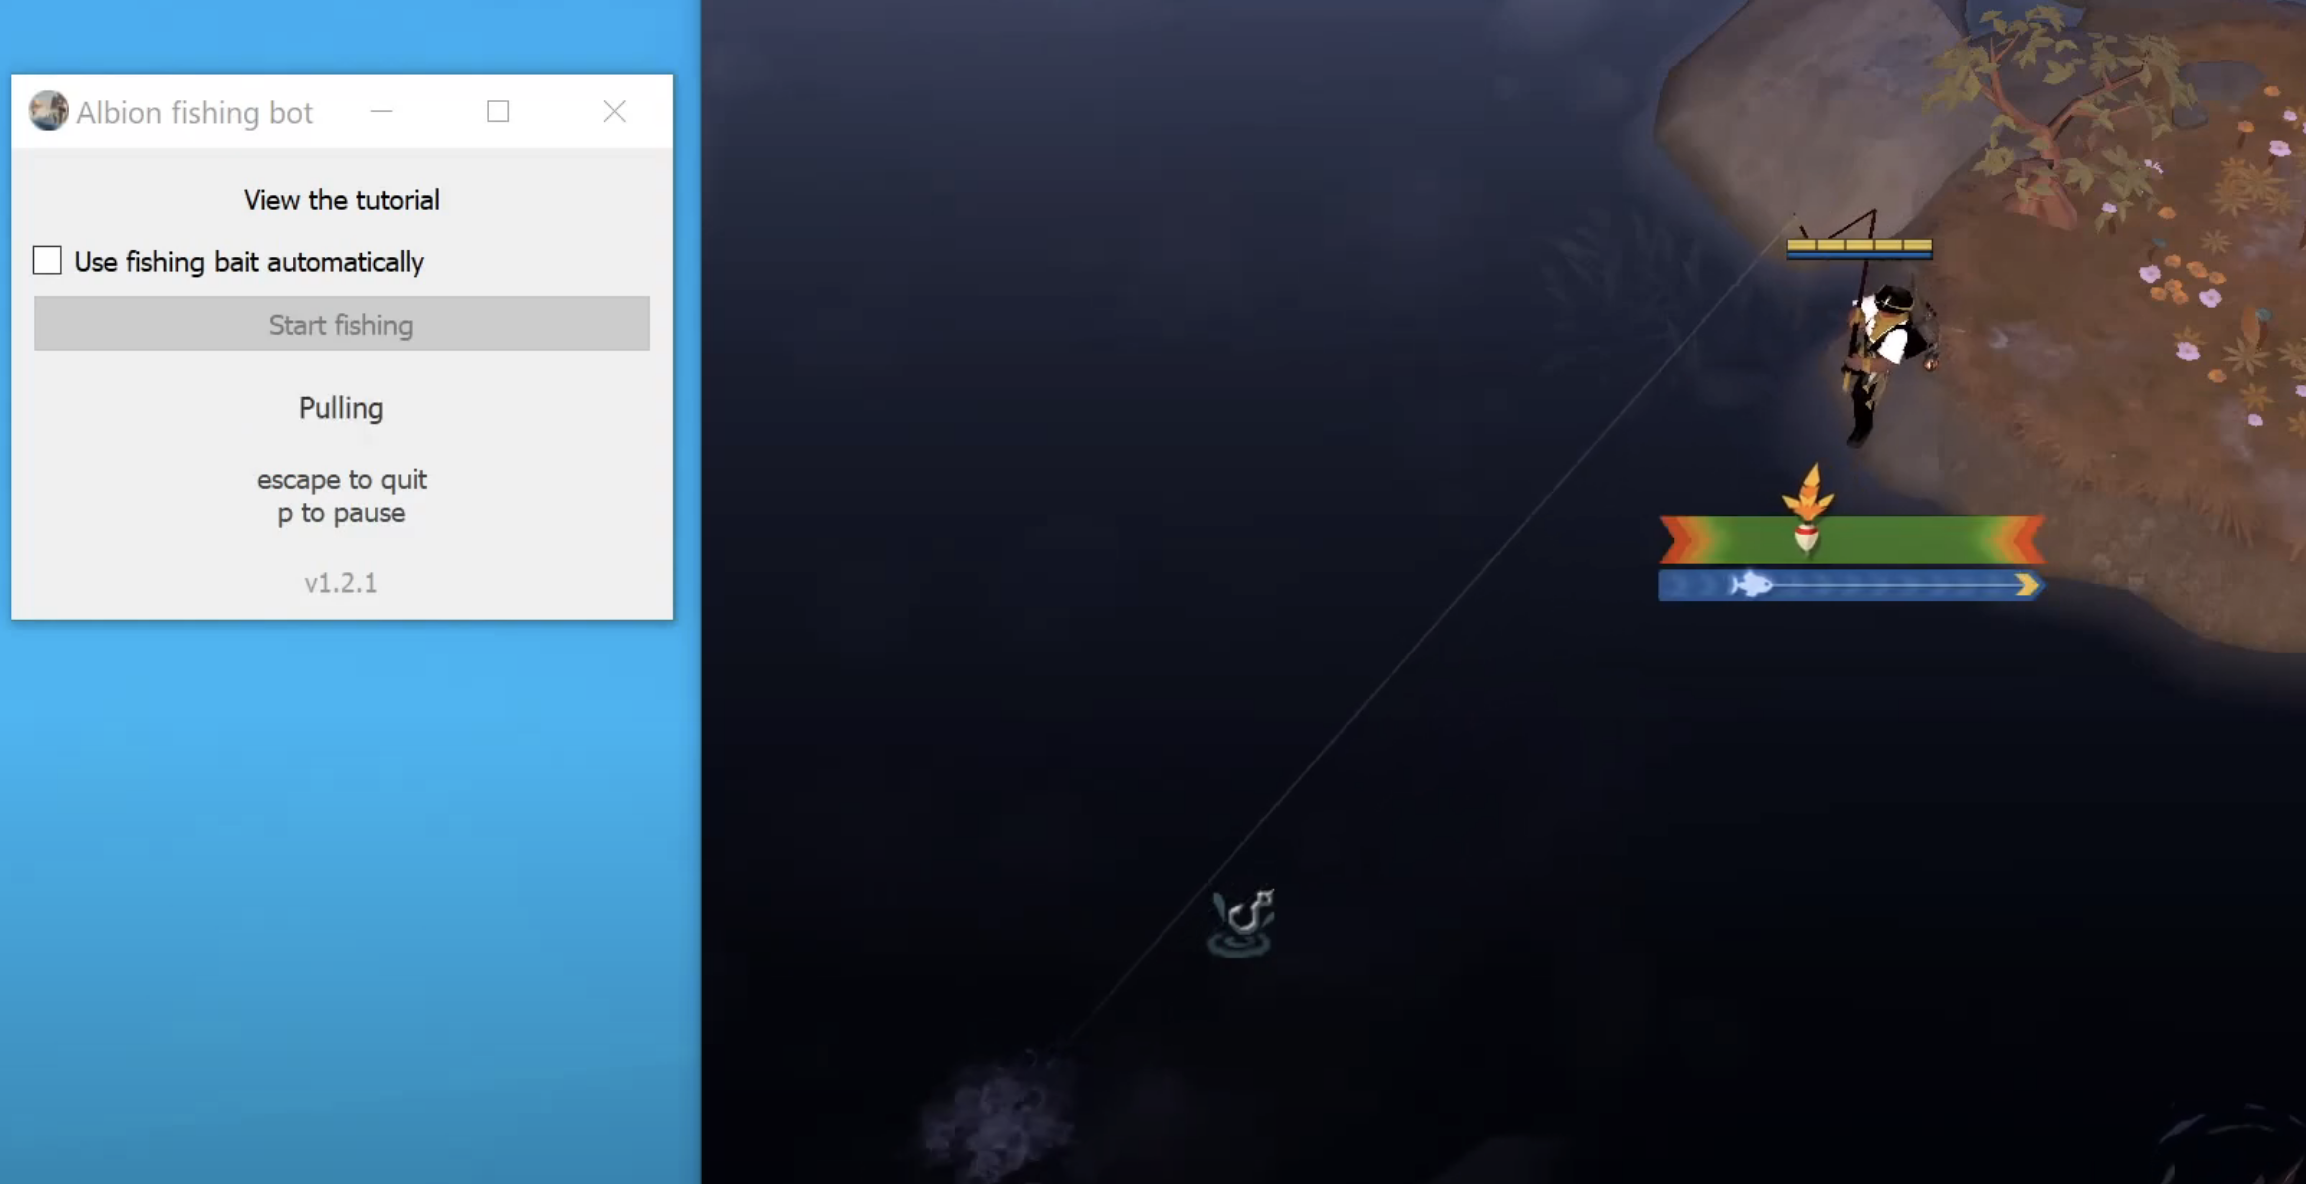 Albion fishing bot
View the tutorial
Use fishing bait automatically
Start fishing
Pulling
escape to quit
p to pause
v1.2.1